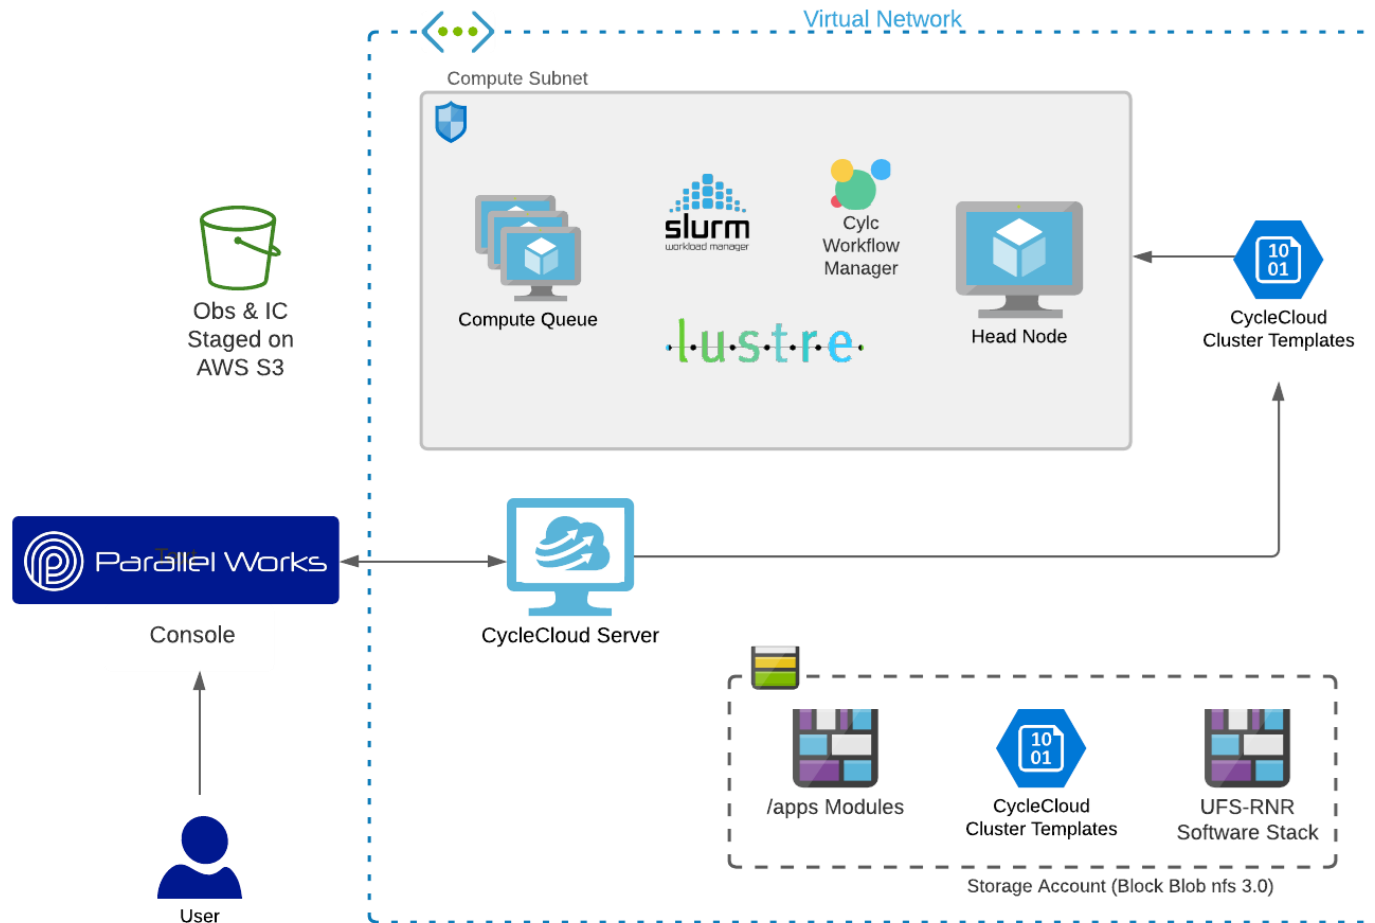 Virtual Network
Compute Subnet
slurm
workload manager
Cylc
Workflow
Manager
Compute Queue
Head Node
lustre
10
01
CycleCloud
Cluster Templates
Obs & IC
Staged on
AWS S3
Parallel Works
Console
CycleCloud Server
User
/apps Modules
10
01
CycleCloud
Cluster Templates
UFS-RNR
Software Stack
Storage Account (Block Blob nfs 3.0)